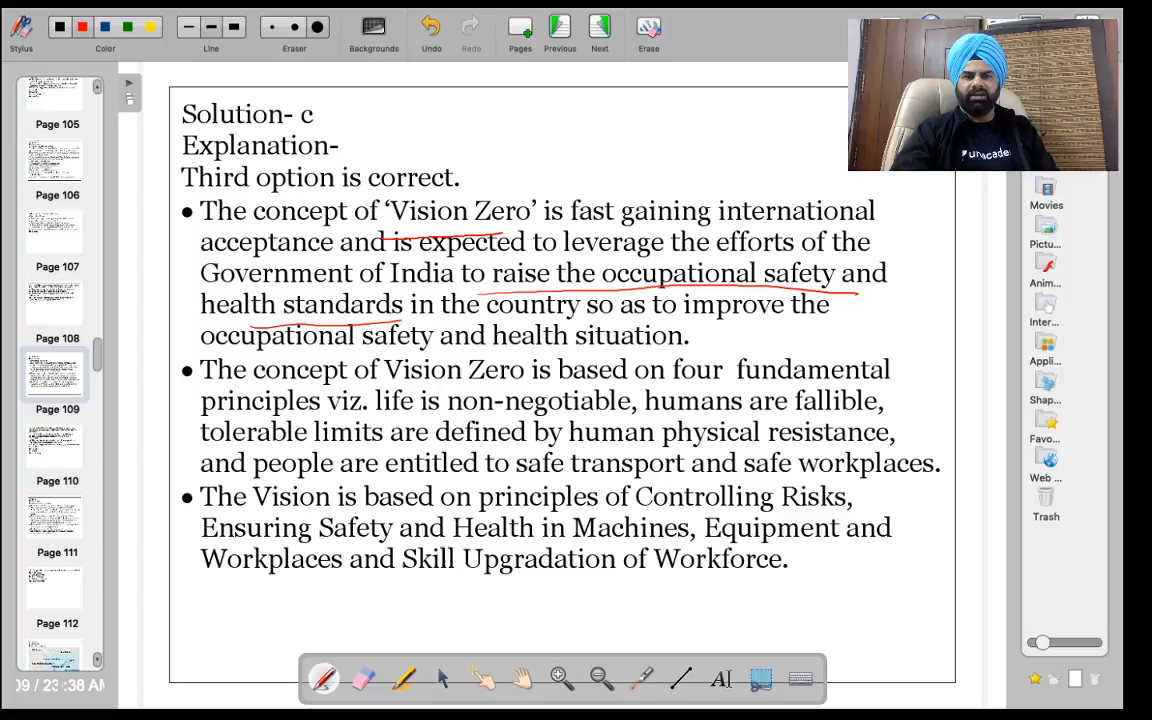 Stylus
Color
Line
Eraser
Backgrounds
Undo
Redo
Pages
Previous
Next
Erase
Page 105
Page 106
Page 107
Page 108
Page 109
Page 110
Page 111
Page 112
Solution- c
Explanation-
Third option is correct.
• The concept of ‘Vision Zero’ is fast gaining international
acceptance and is expected to leverage the efforts of the
Government of India to raise the occupational safety and
health standards in the country so as to improve the
occupational safety and health situation.
• The concept of Vision Zero is based on four fundamental
principles viz. life is non-negotiable, humans are fallible,
tolerable limits are defined by human physical resistance,
and people are entitled to safe transport and safe workplaces.
• The Vision is based on principles of Controlling Risks,
Ensuring Safety and Health in Machines, Equipment and
Workplaces and Skill Upgradation of Workforce.
Movies
Pictu...
Anim...
Inter...
Appli...
Shap...
Favo...
Web ...
Trash